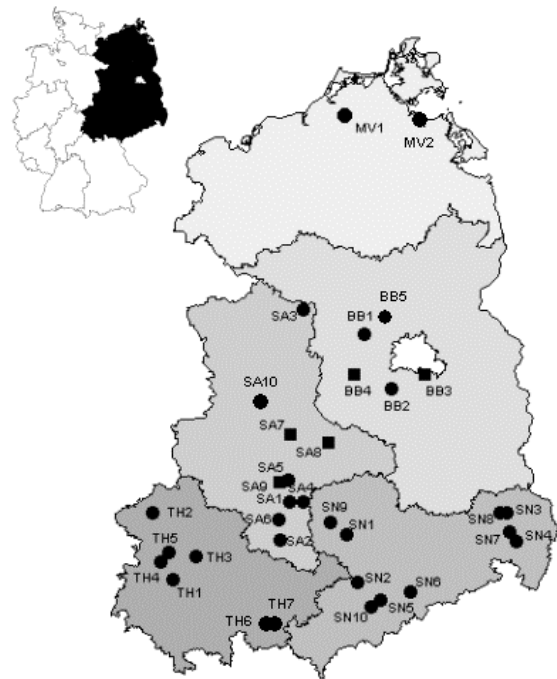 MV1
MV2
BB5
SA3
BB1
SA10
BB4
BB3
BB2
SA7
SA8
SA5
SA9
SA4
SA1
SN9
SN8
SN3
TH2
SA6
SN1
SN7
SN4
TH5
SA2
TH3
TH4
TH1
SN2
SN6
SN5
SN10
TH7
TH6